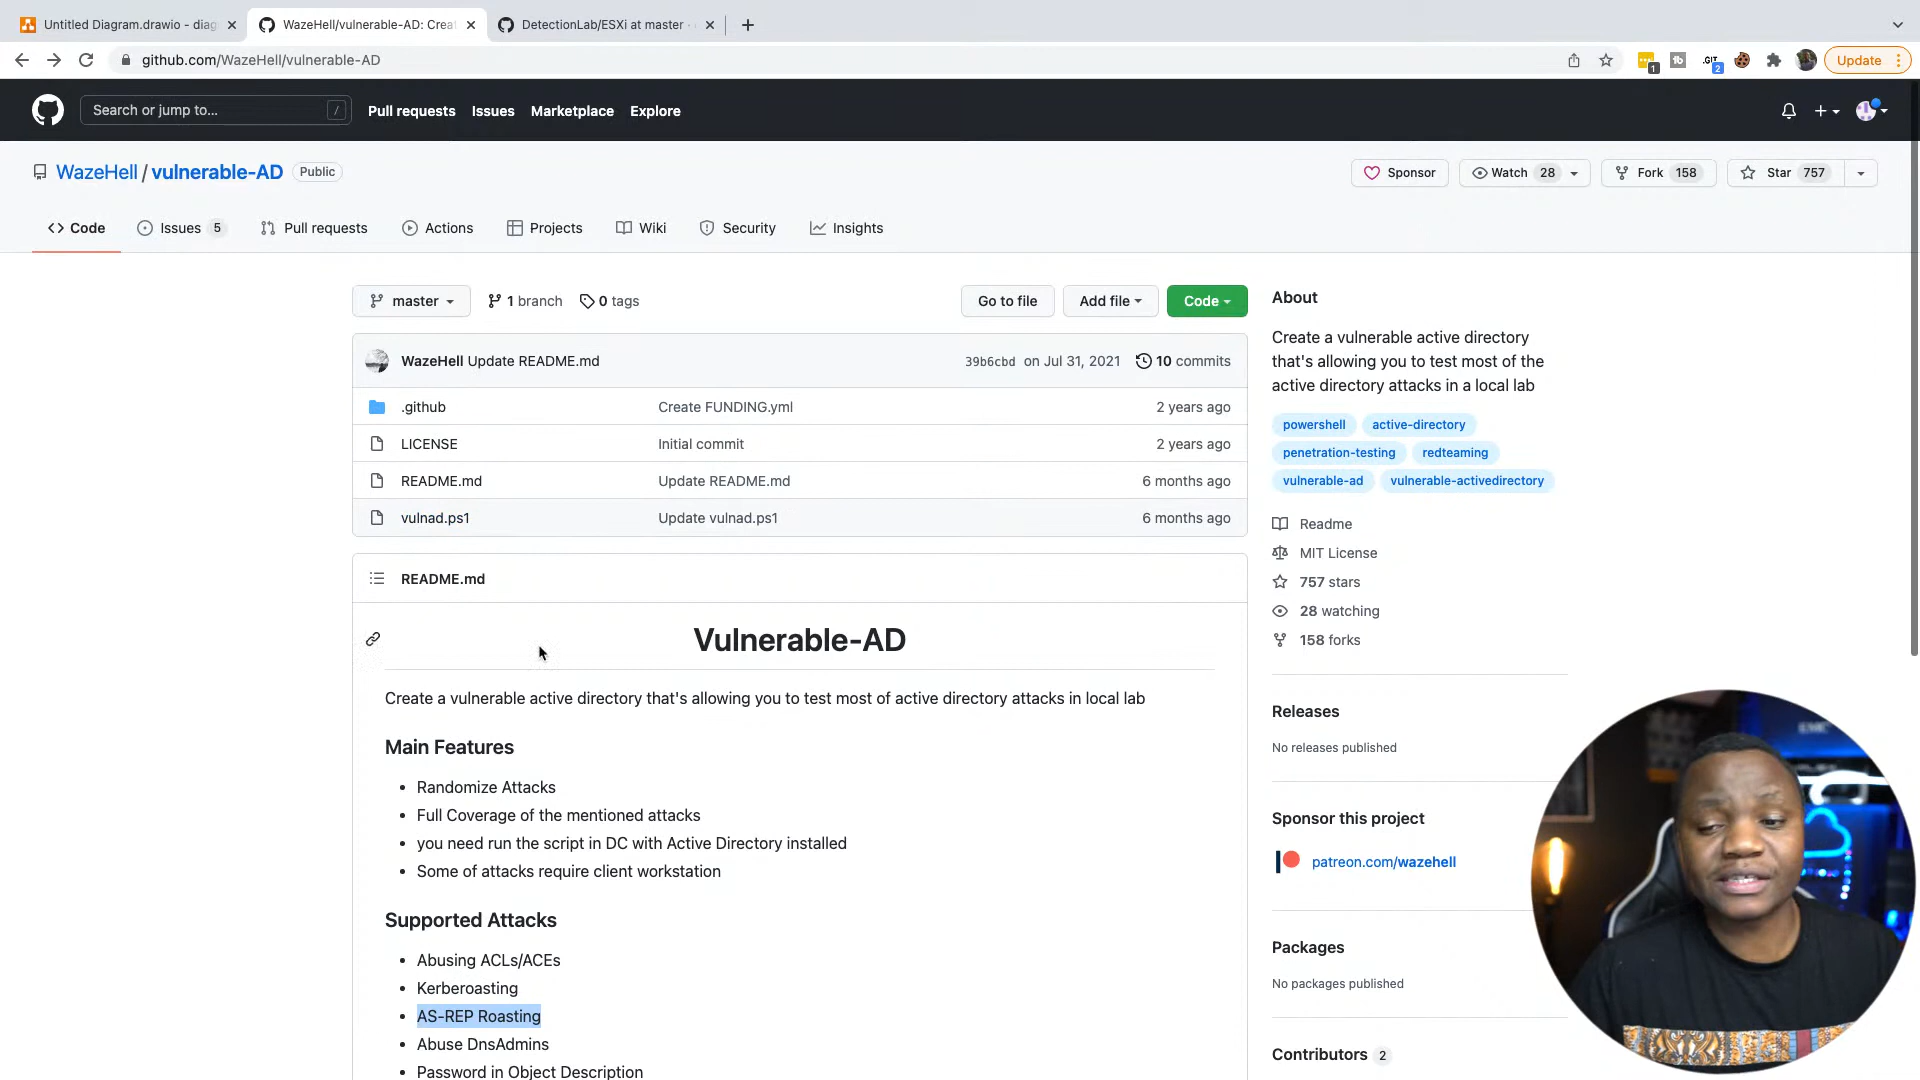 Untitled Diagram.drawio - diag
WazeHell/vulnerable-AD: Creat
DetectionLab/ESXi at master ·
github.com/WazeHell/vulnerable-AD
1
.GIT
2
Update
Search or jump to...
/
Pull requests
Issues
Marketplace
Explore
WazeHell / vulnerable-AD
Public
Sponsor
Watch 28
Fork 158
Star 757
Code
Issues 5
Pull requests
Actions
Projects
Wiki
Security
Insights
master
1 branch
0 tags
Go to file
Add file
Code
WazeHell Update README.md
39b6cbd on Jul 31, 2021
10 commits
.github
Create FUNDING.yml
2 years ago
LICENSE
Initial commit
2 years ago
README.md
Update README.md
6 months ago
vulnad.ps1
Update vulnad.ps1
6 months ago
README.md
Vulnerable-AD
Create a vulnerable active directory that's allowing you to test most of active directory attacks in local lab
Main Features
Randomize Attacks
Full Coverage of the mentioned attacks
you need run the script in DC with Active Directory installed
Some of attacks require client workstation
Supported Attacks
Abusing ACLs/ACEs
Kerberoasting
AS-REP Roasting
Abuse DnsAdmins
Password in Object Description
About
Create a vulnerable active directory
that's allowing you to test most of the
active directory attacks in a local lab
powershell
active-directory
penetration-testing
redteaming
vulnerable-ad
vulnerable-activedirectory
Readme
MIT License
757 stars
28 watching
158 forks
Releases
No releases published
Sponsor this project
patreon.com/wazehell
Packages
No packages published
Contributors 2